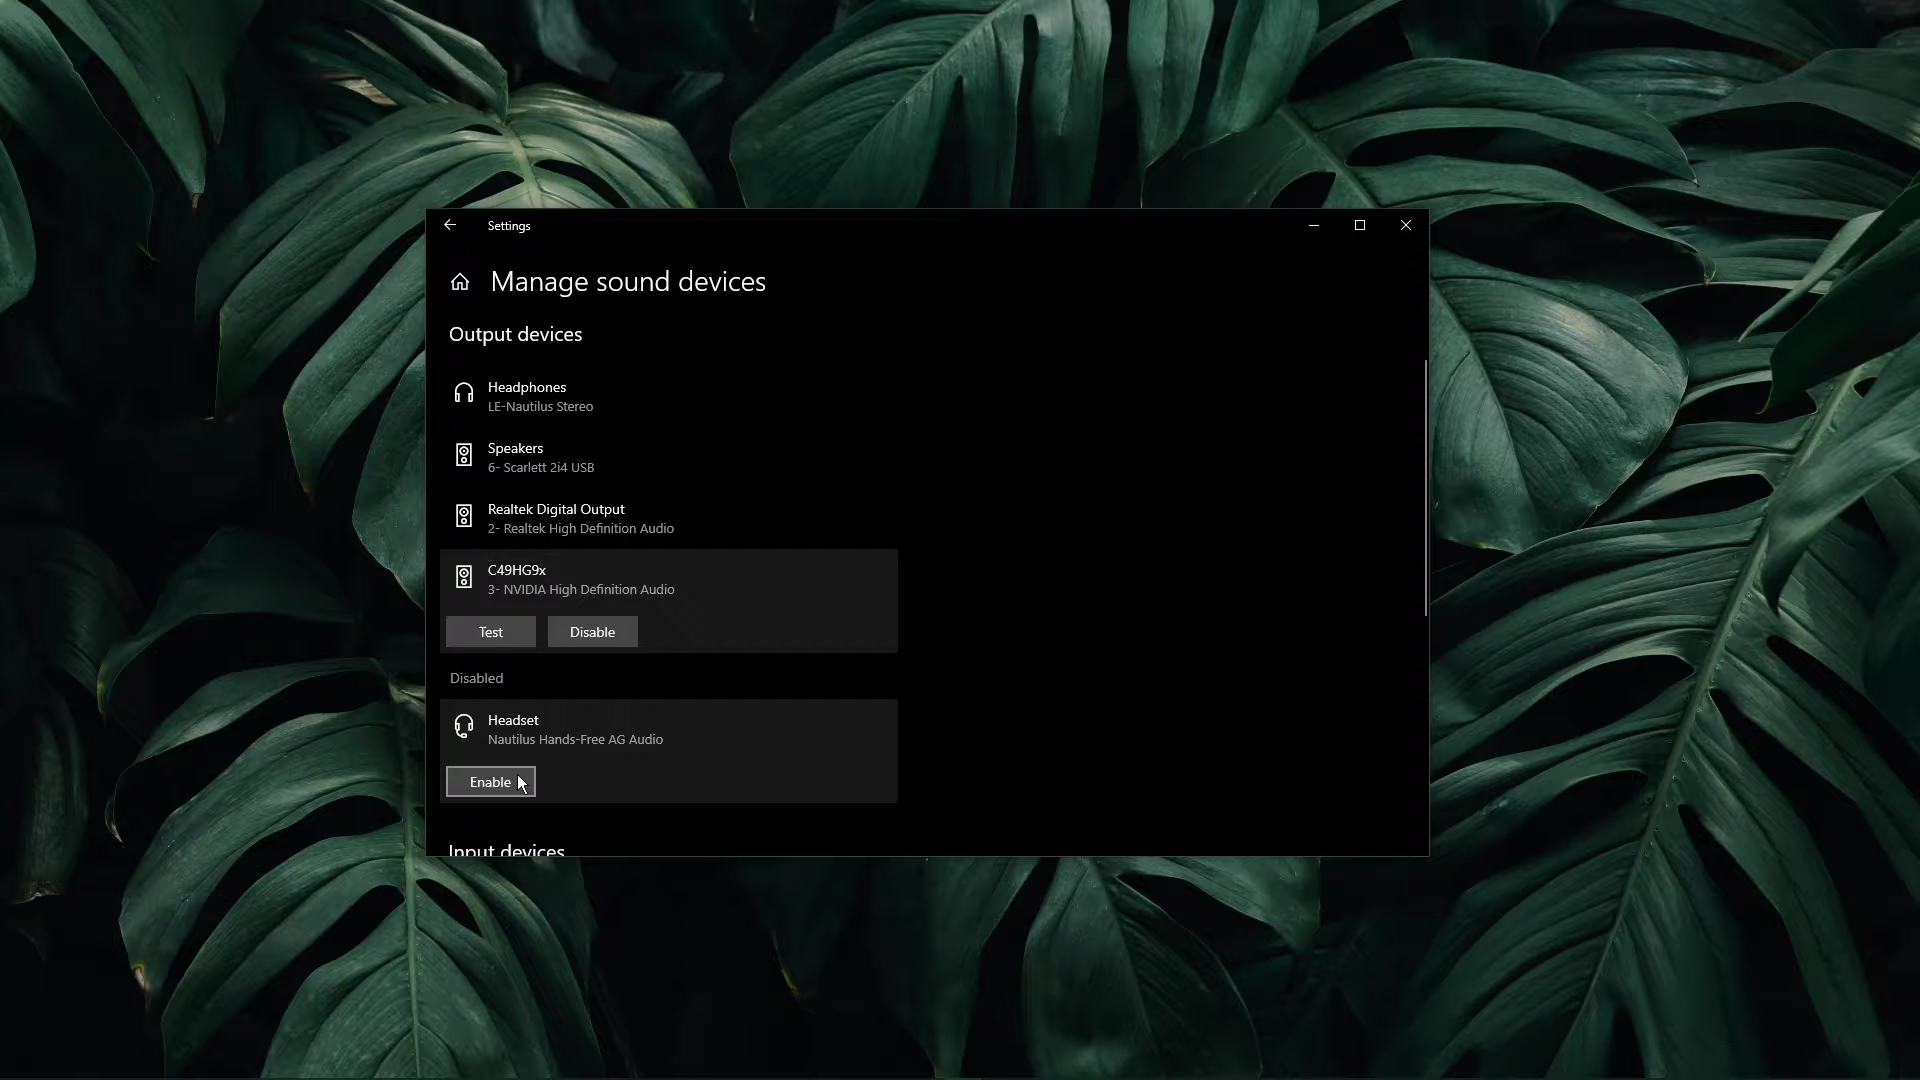 Settings
Manage sound devices
Output devices
Headphones
LE-Nautilus Stereo
Speakers
6- Scarlett 2i4 USB
Realtek Digital Output
2- Realtek High Definition Audio
C49HG9x
3- NVIDIA High Definition Audio
Test Disable
Disabled
Headset
Nautilus Hands-Free AG Audio
Enable
Input devices